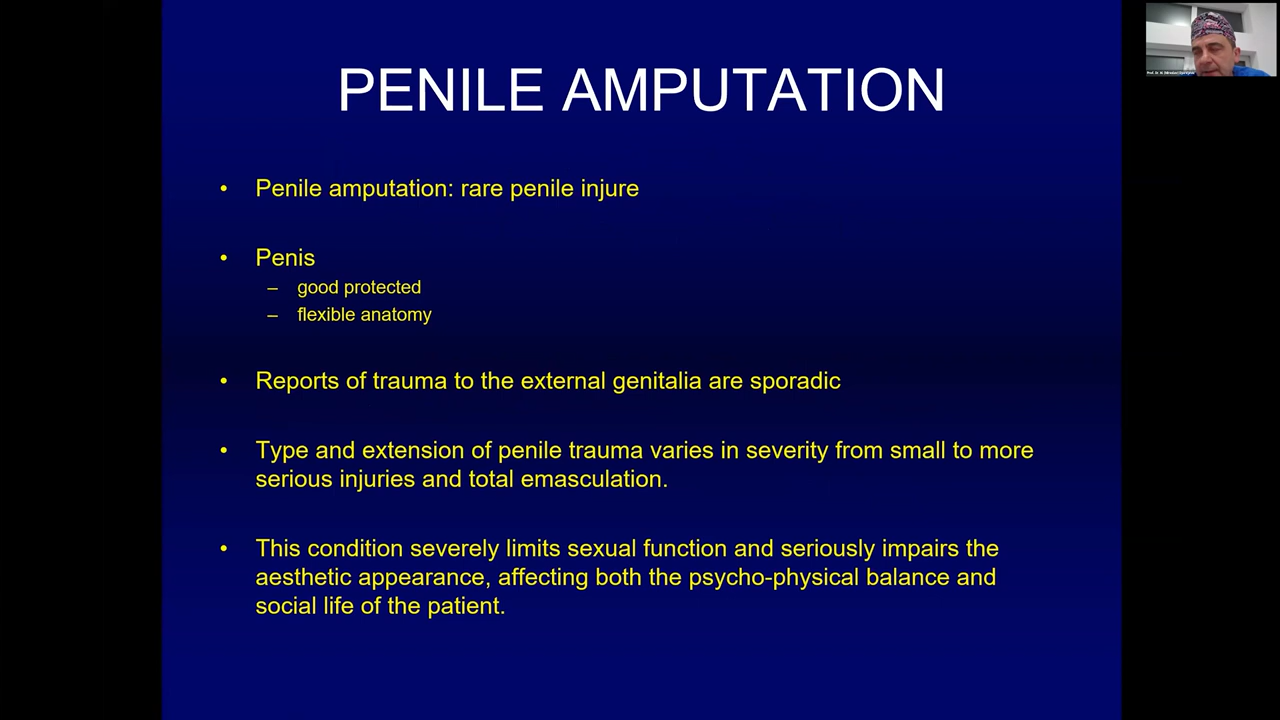 PENILE AMPUTATION
• Penile amputation: rare penile injure
• Penis
– good protected
– flexible anatomy
• Reports of trauma to the external genitalia are sporadic
• Type and extension of penile trauma varies in severity from small to more
serious injuries and total emasculation.
• This condition severely limits sexual function and seriously impairs the
aesthetic appearance, affecting both the psycho-physical balance and
social life of the patient.
Prof. Dr. M.